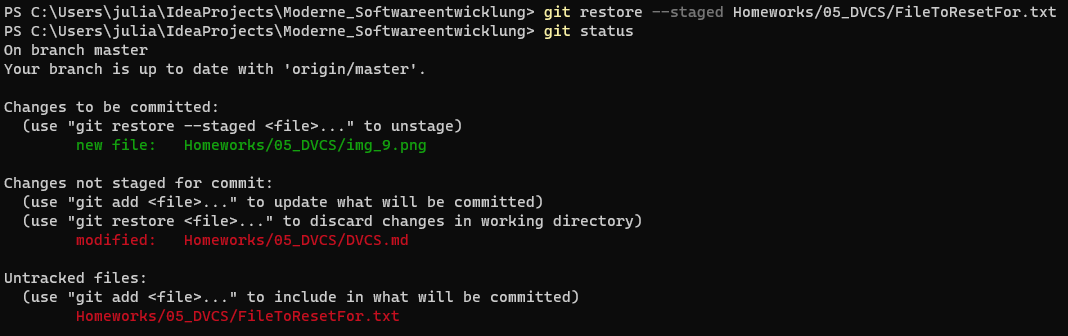 PS C:\Users\julia\IdeaProjects\Moderne_Softwareentwicklung> git restore --staged Homeworks/05_DVCS/FileToResetFor.txt
PS C:\Users\julia\IdeaProjects\Moderne_Softwareentwicklung> git status
On branch master
Your branch is up to date with 'origin/master'.

Changes to be committed:
  (use "git restore --staged <file>..." to unstage)
        new file:   Homeworks/05_DVCS/img_9.png

Changes not staged for commit:
  (use "git add <file>..." to update what will be committed)
  (use "git restore <file>..." to discard changes in working directory)
        modified:   Homeworks/05_DVCS/DVCS.md

Untracked files:
  (use "git add <file>..." to include in what will be committed)
        Homeworks/05_DVCS/FileToResetFor.txt